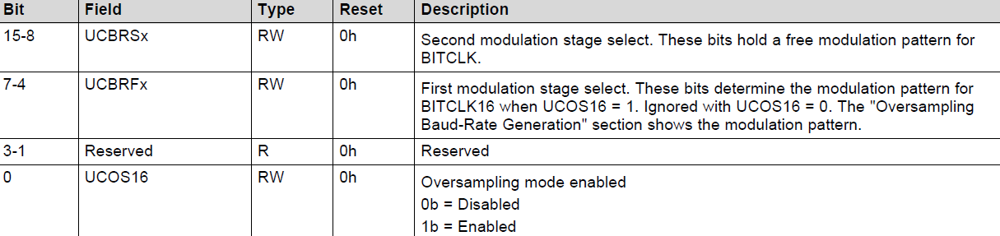 Bit Field Type Reset Description
15-8 UCBRSx RW 0h Second modulation stage select. These bits hold a free modulation pattern for
BITCLK.
7-4 UCBRFx RW 0h First modulation stage select. These bits determine the modulation pattern for
BITCLK16 when UCOS16 = 1. Ignored with UCOS16 = 0. The "Oversampling
Baud-Rate Generation" section shows the modulation pattern.
3-1 Reserved R 0h Reserved
0 UCOS16 RW 0h Oversampling mode enabled
0b = Disabled
1b = Enabled